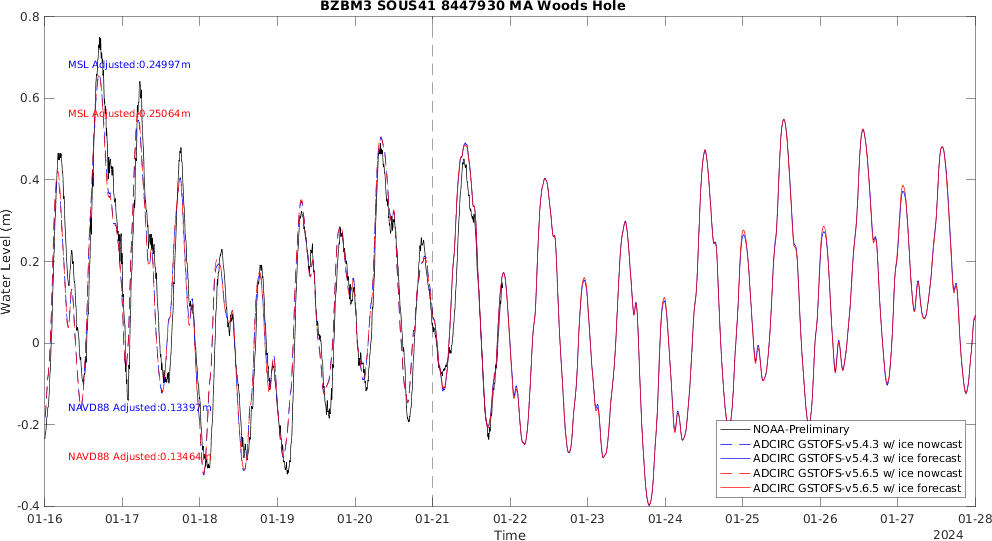 BZBM3 SOUS41 8447930 MA Woods Hole
0.8
0.6
0.4
0.2
0
-0.2
-0.4
Water Level (m)
MSL Adjusted:0.24997m
MSL Adjusted:0.25064m
NAVD88 Adjusted:0.13397m
NAVD88 Adjusted:0.13464m
NOAA-Preliminary
ADCIRC GSTOFS-v5.4.3 w/ ice nowcast
ADCIRC GSTOFS-v5.4.3 w/ ice forecast
ADCIRC GSTOFS-v5.6.5 w/ ice nowcast
ADCIRC GSTOFS-v5.6.5 w/ ice forecast
01-16 01-17 01-18 01-19 01-20 01-21 01-22 01-23 01-24 01-25 01-26 01-27 01-28
Time
2024